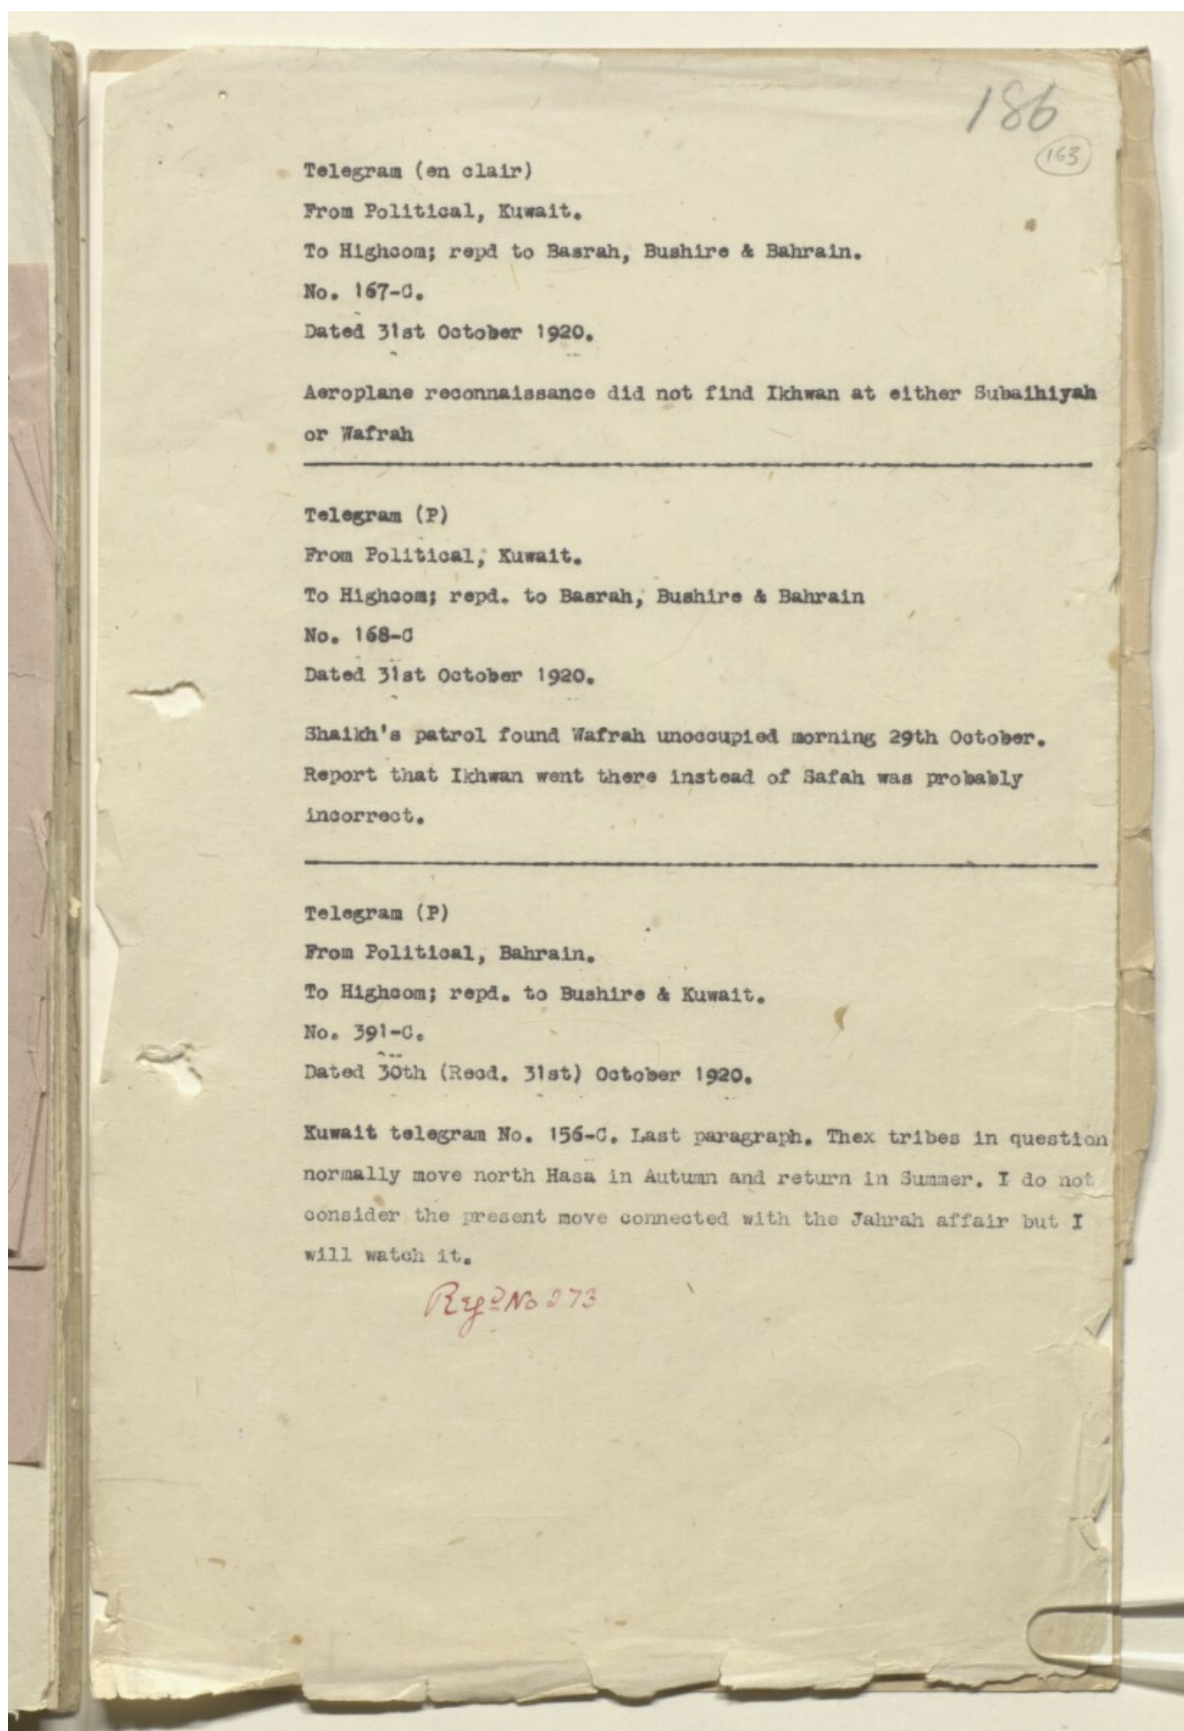 186
163
Telegram (en clair)
From Political, Kuwait.
To Highcom; repd to Basrah, Bushire & Bahrain.
No. 167-C.
Dated 31st October 1920.
Aeroplane reconnaissance did not find Ikhwan at either Subaihiyah
or Wafrah
Telegram (P)
From Political, Kuwait.
To Highcom; repd. to Basrah, Bushire & Bahrain
No. 168-C
Dated 31st October 1920.
Shaikh's patrol found Wafrah unoccupied morning 29th October.
Report that Ikhwan went there instead of Safah was probably
incorrect.
Telegram (P)
From Political, Bahrain.
To Highcom; repd. to Bushire & Kuwait.
No. 391-C.
Dated 30th (Recd. 31st) October 1920.
Kuwait telegram No. 156-C. Last paragraph. Thex tribes in question
normally move north Hasa in Autumn and return in Summer. I do not
consider the present move connected with the Jahrah affair but I
will watch it.
Regd No 273